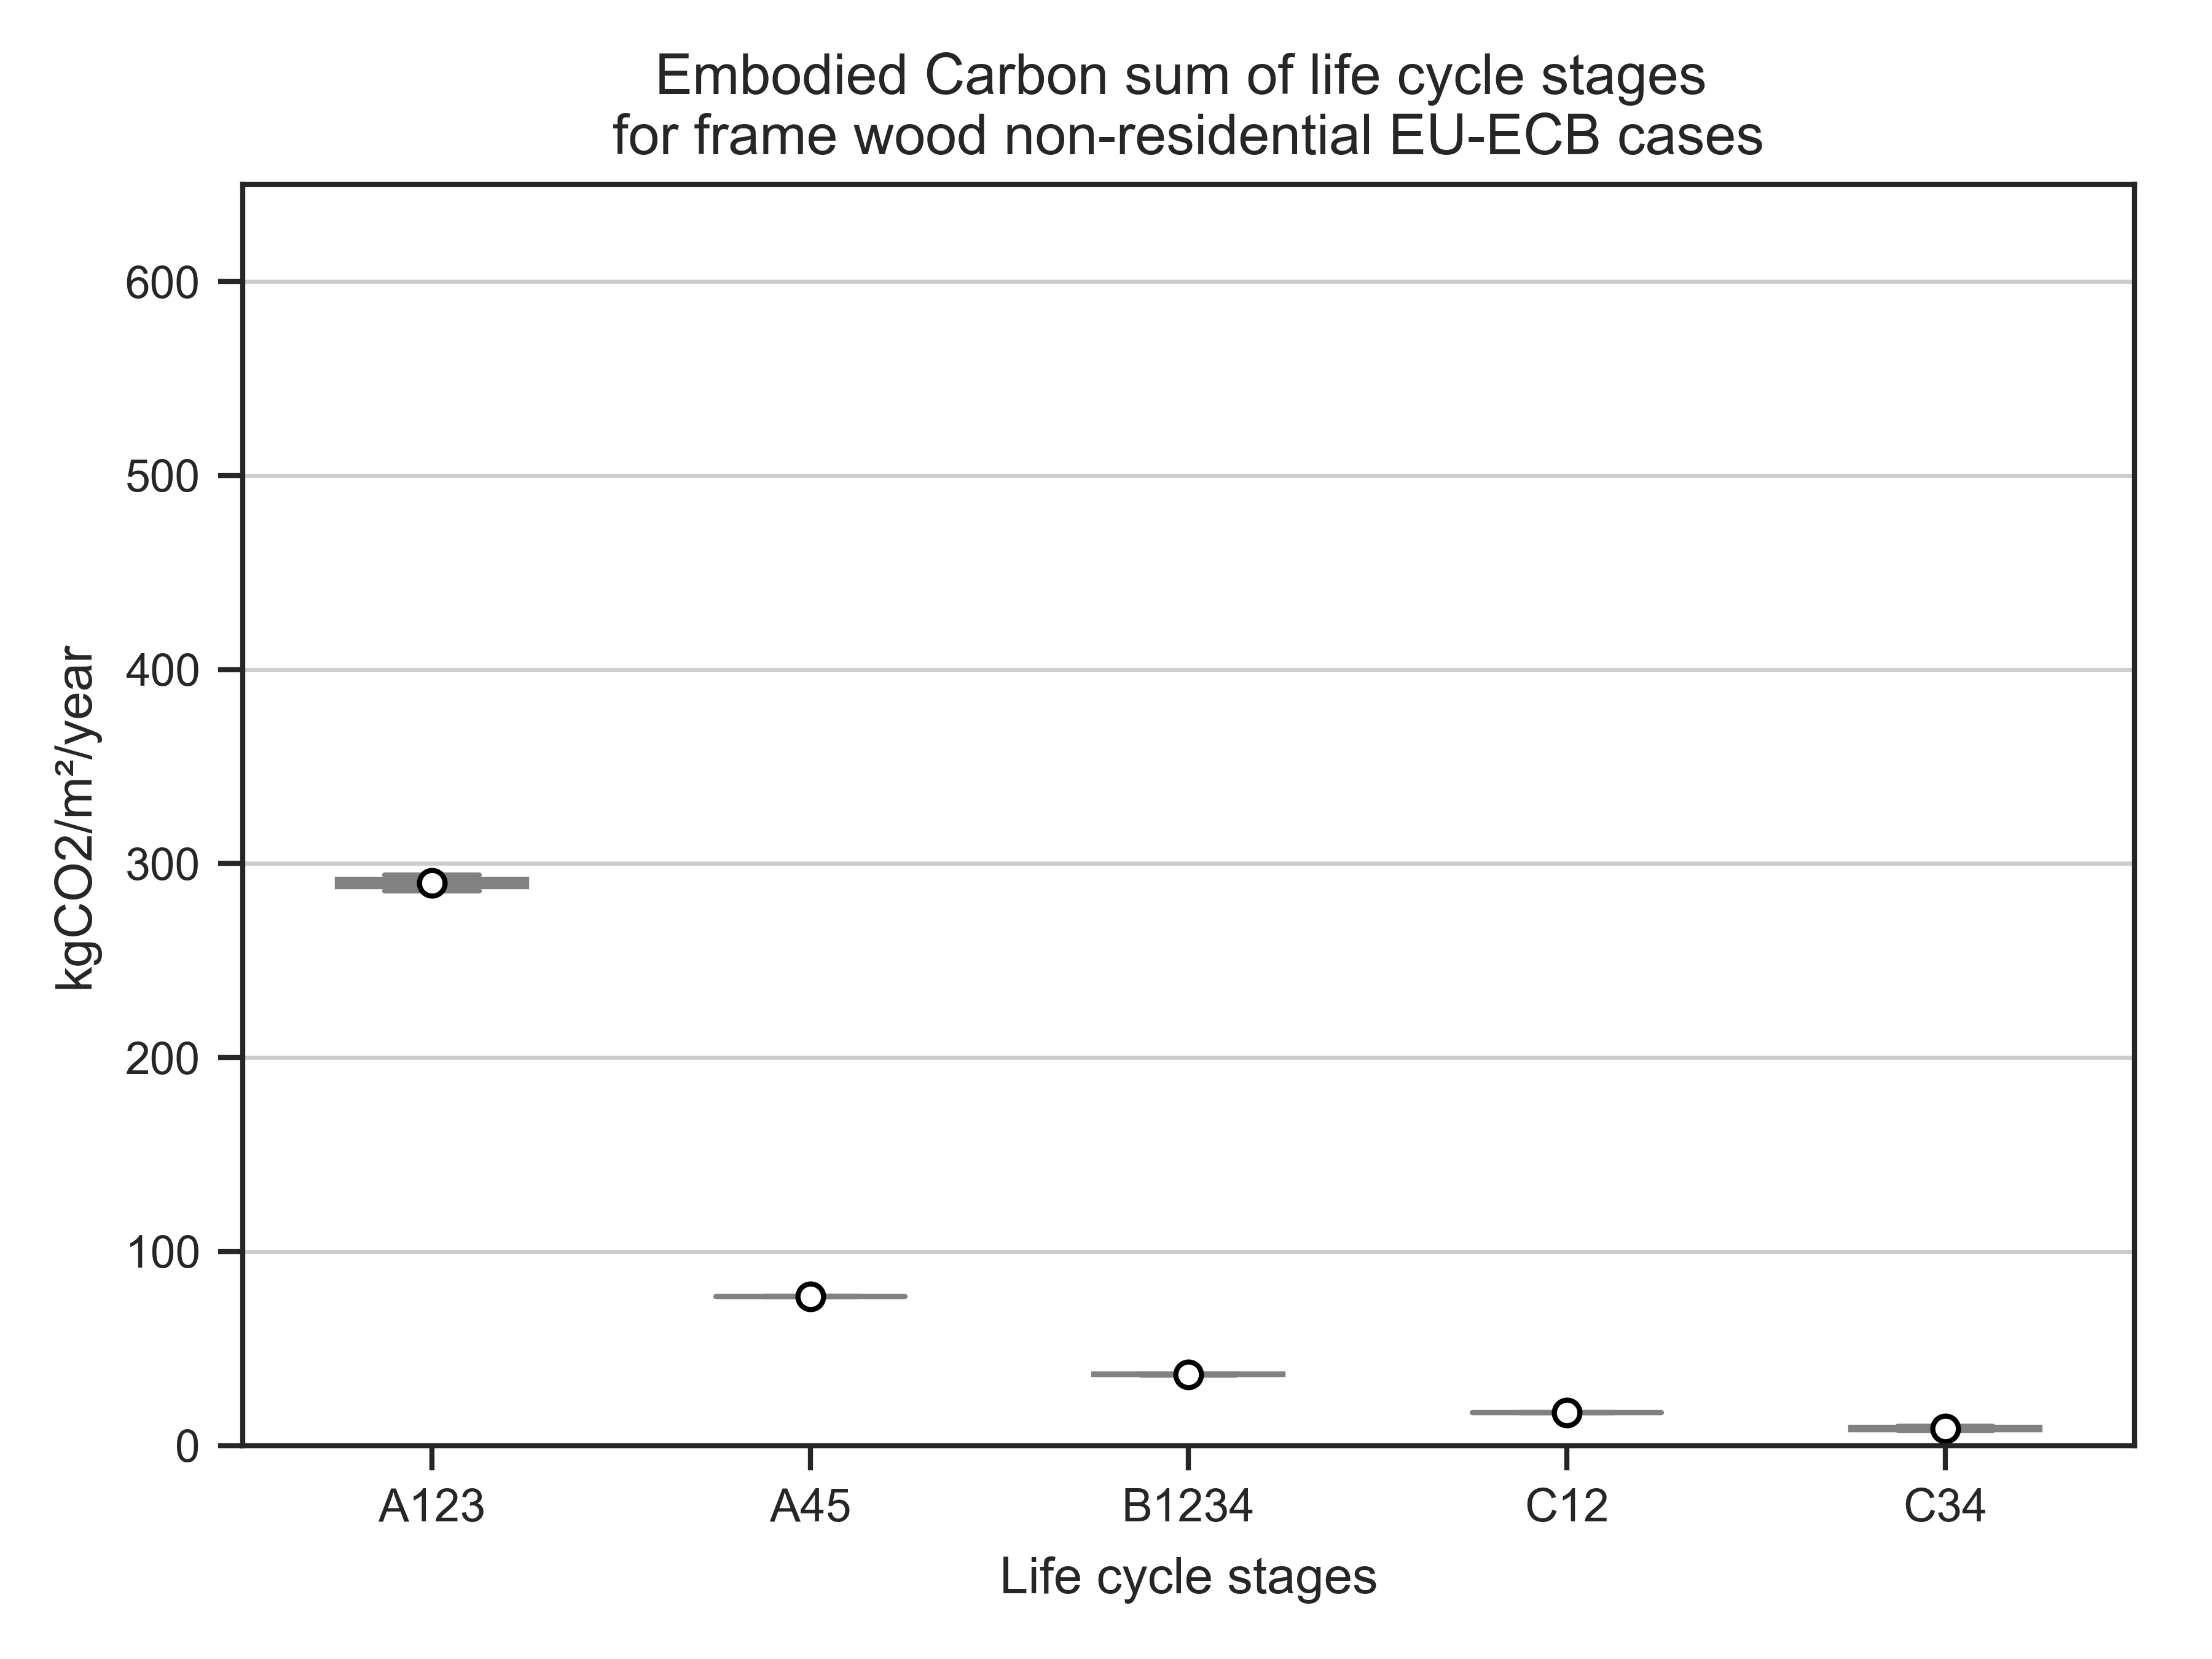 Embodied Carbon sum of life cycle stages
for frame wood non-residential EU-ECB cases
kgCO2/m²/year
600
500
400
300
200
100
0
A123 A45 B1234 C12 C34
Life cycle stages